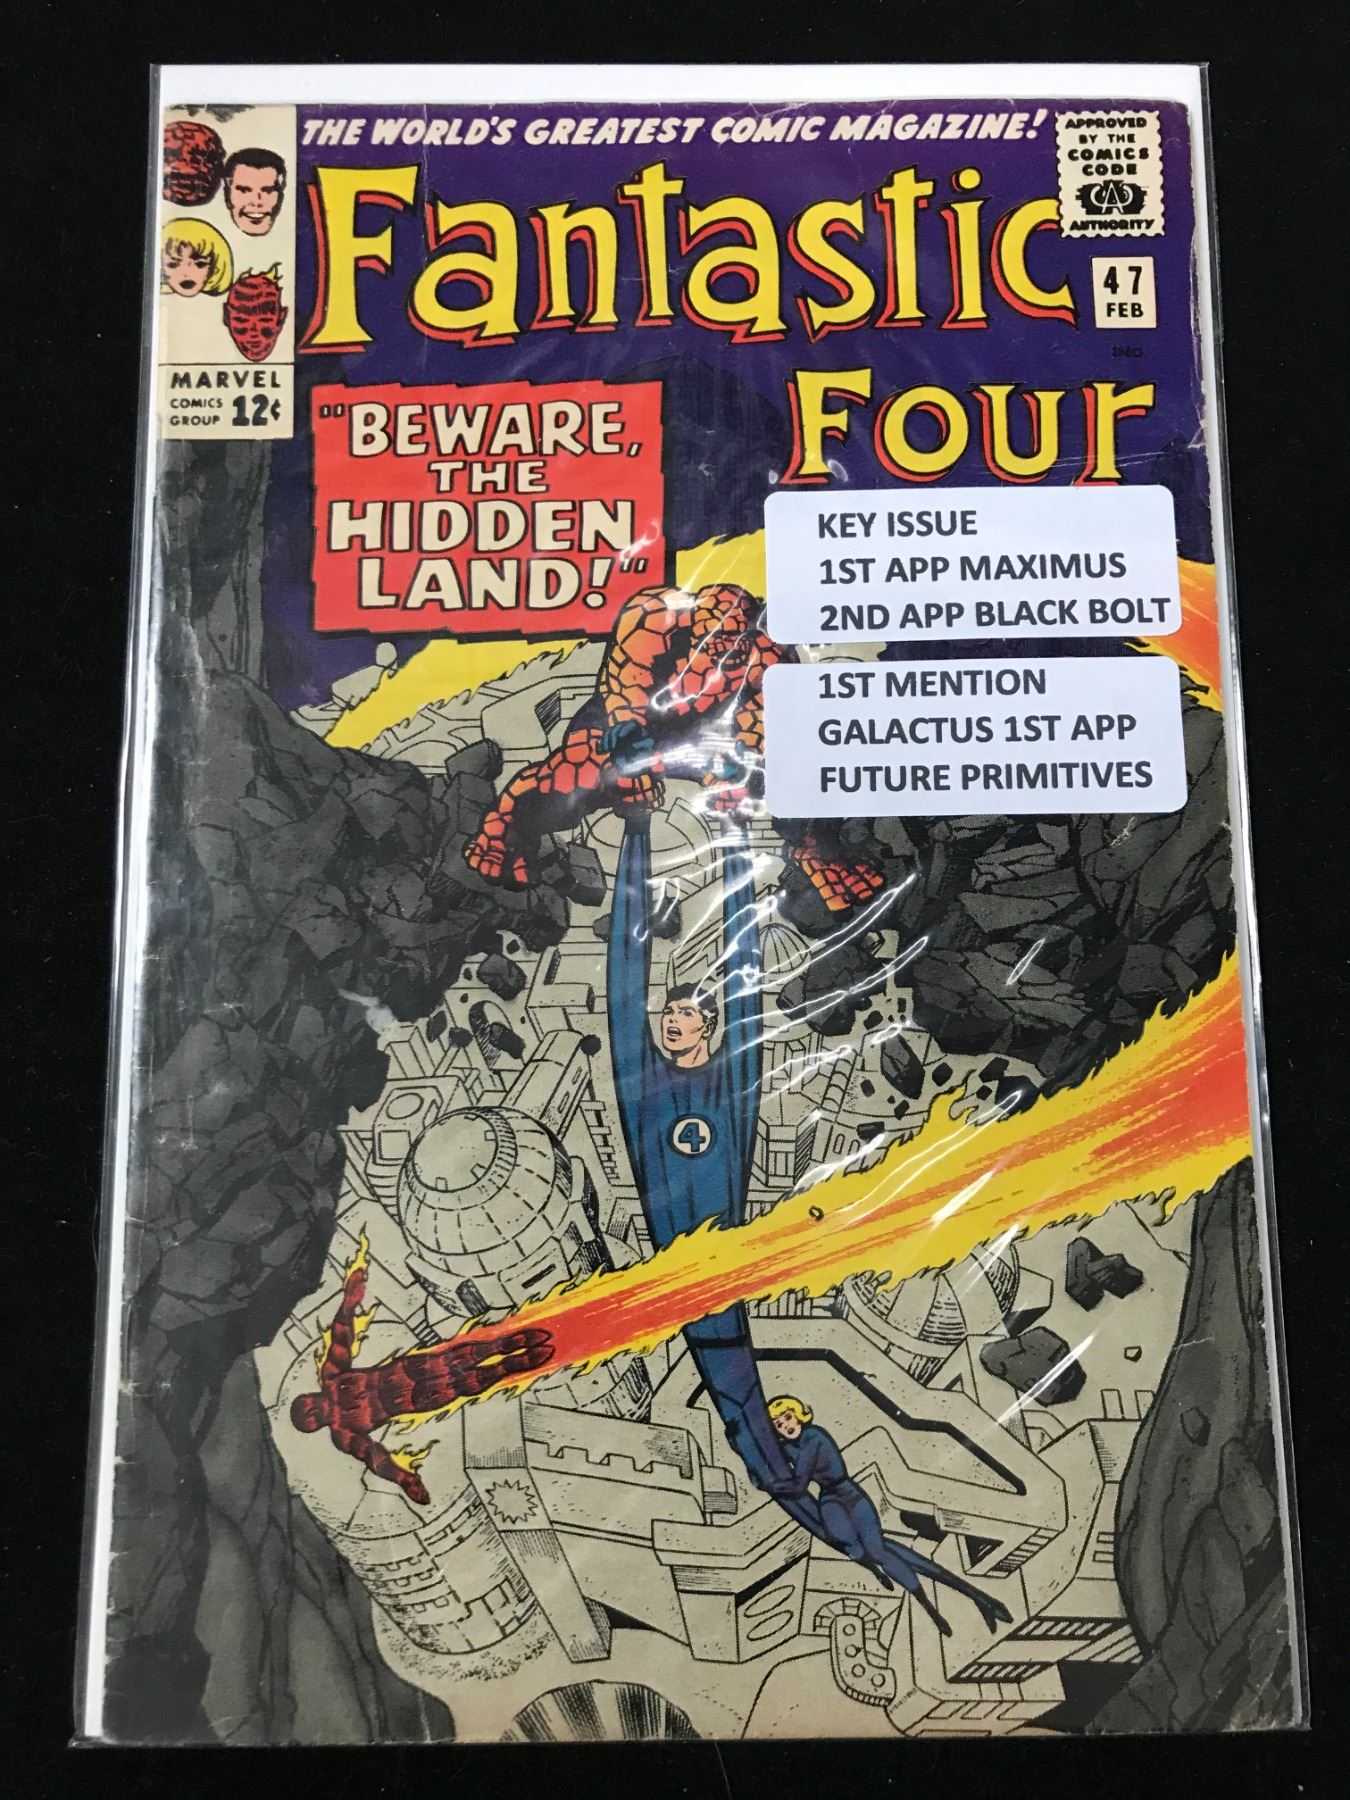 THE WORLD'S GREATEST COMIC MAGAZINE!
APPROVED
BY THE
COMICS
CODE
CA
AUTHORITY
Fantastic
Four
47
FEB
IND
MARVEL
COMICS
GROUP 12¢
"BEWARE,
THE
HIDDEN
LAND!"
KEY ISSUE
1ST APP MAXIMUS
2ND APP BLACK BOLT
1ST MENTION
GALACTUS 1ST APP
FUTURE PRIMITIVES
4